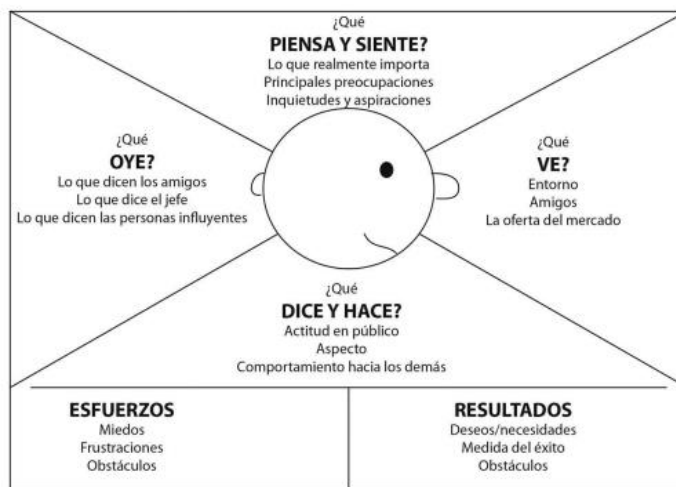 ¿Qué
PIENSA Y SIENTE?
Lo que realmente importa
Principales preocupaciones
Inquietudes y aspiraciones
¿Qué
OYE?
Lo que dicen los amigos
Lo que dice el jefe
Lo que dicen las personas influyentes
¿Qué
VE?
Entorno
Amigos
La oferta del mercado
¿Qué
DICE Y HACE?
Actitud en público
Aspecto
Comportamiento hacia los demás
ESFUERZOS
Miedos
Frustraciones
Obstáculos
RESULTADOS
Deseos/necesidades
Medida del éxito
Obstáculos